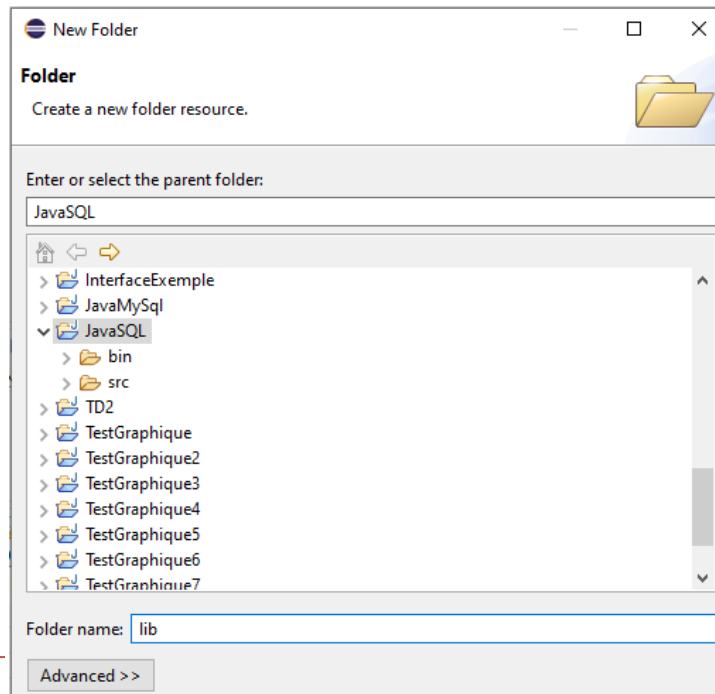 New Folder
Folder
Create a new folder resource.
Enter or select the parent folder:
JavaSQL
InterfaceExemple
JavaMySql
JavaSQL
bin
src
TD2
TestGraphique
TestGraphique2
TestGraphique3
TestGraphique4
TestGraphique5
TestGraphique6
TestGraphique7
Folder name: lib
Advanced >>